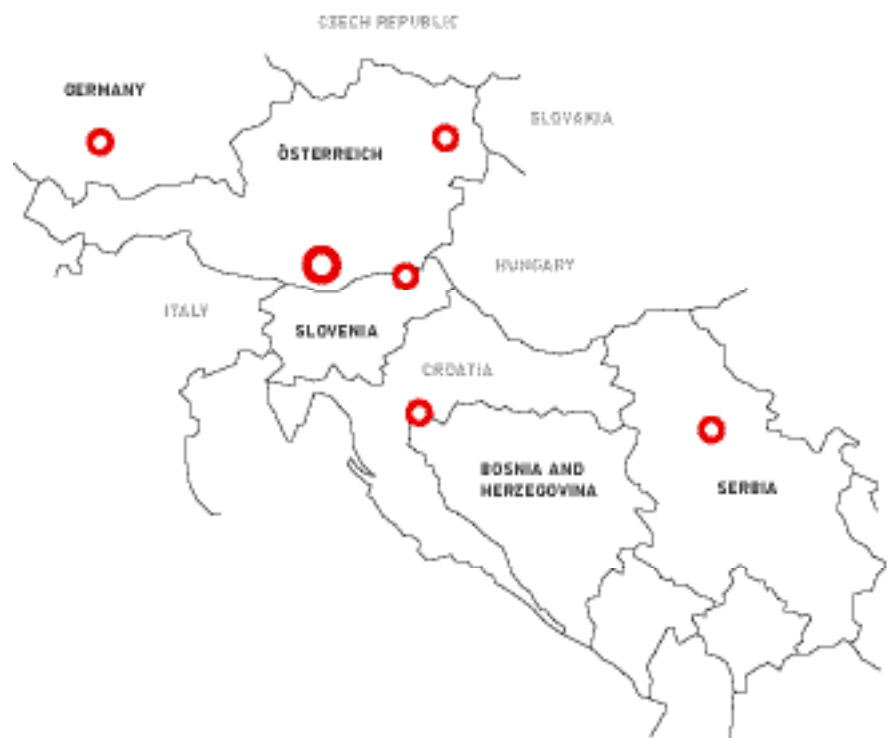 CZECH REPUBLIC
GERMANY
SLOVAKIA
ÖSTERREICH
HUNGARY
ITALY
SLOVENIA
CROATIA
BOSNIA AND
HERZEGOVINA
SERBIA